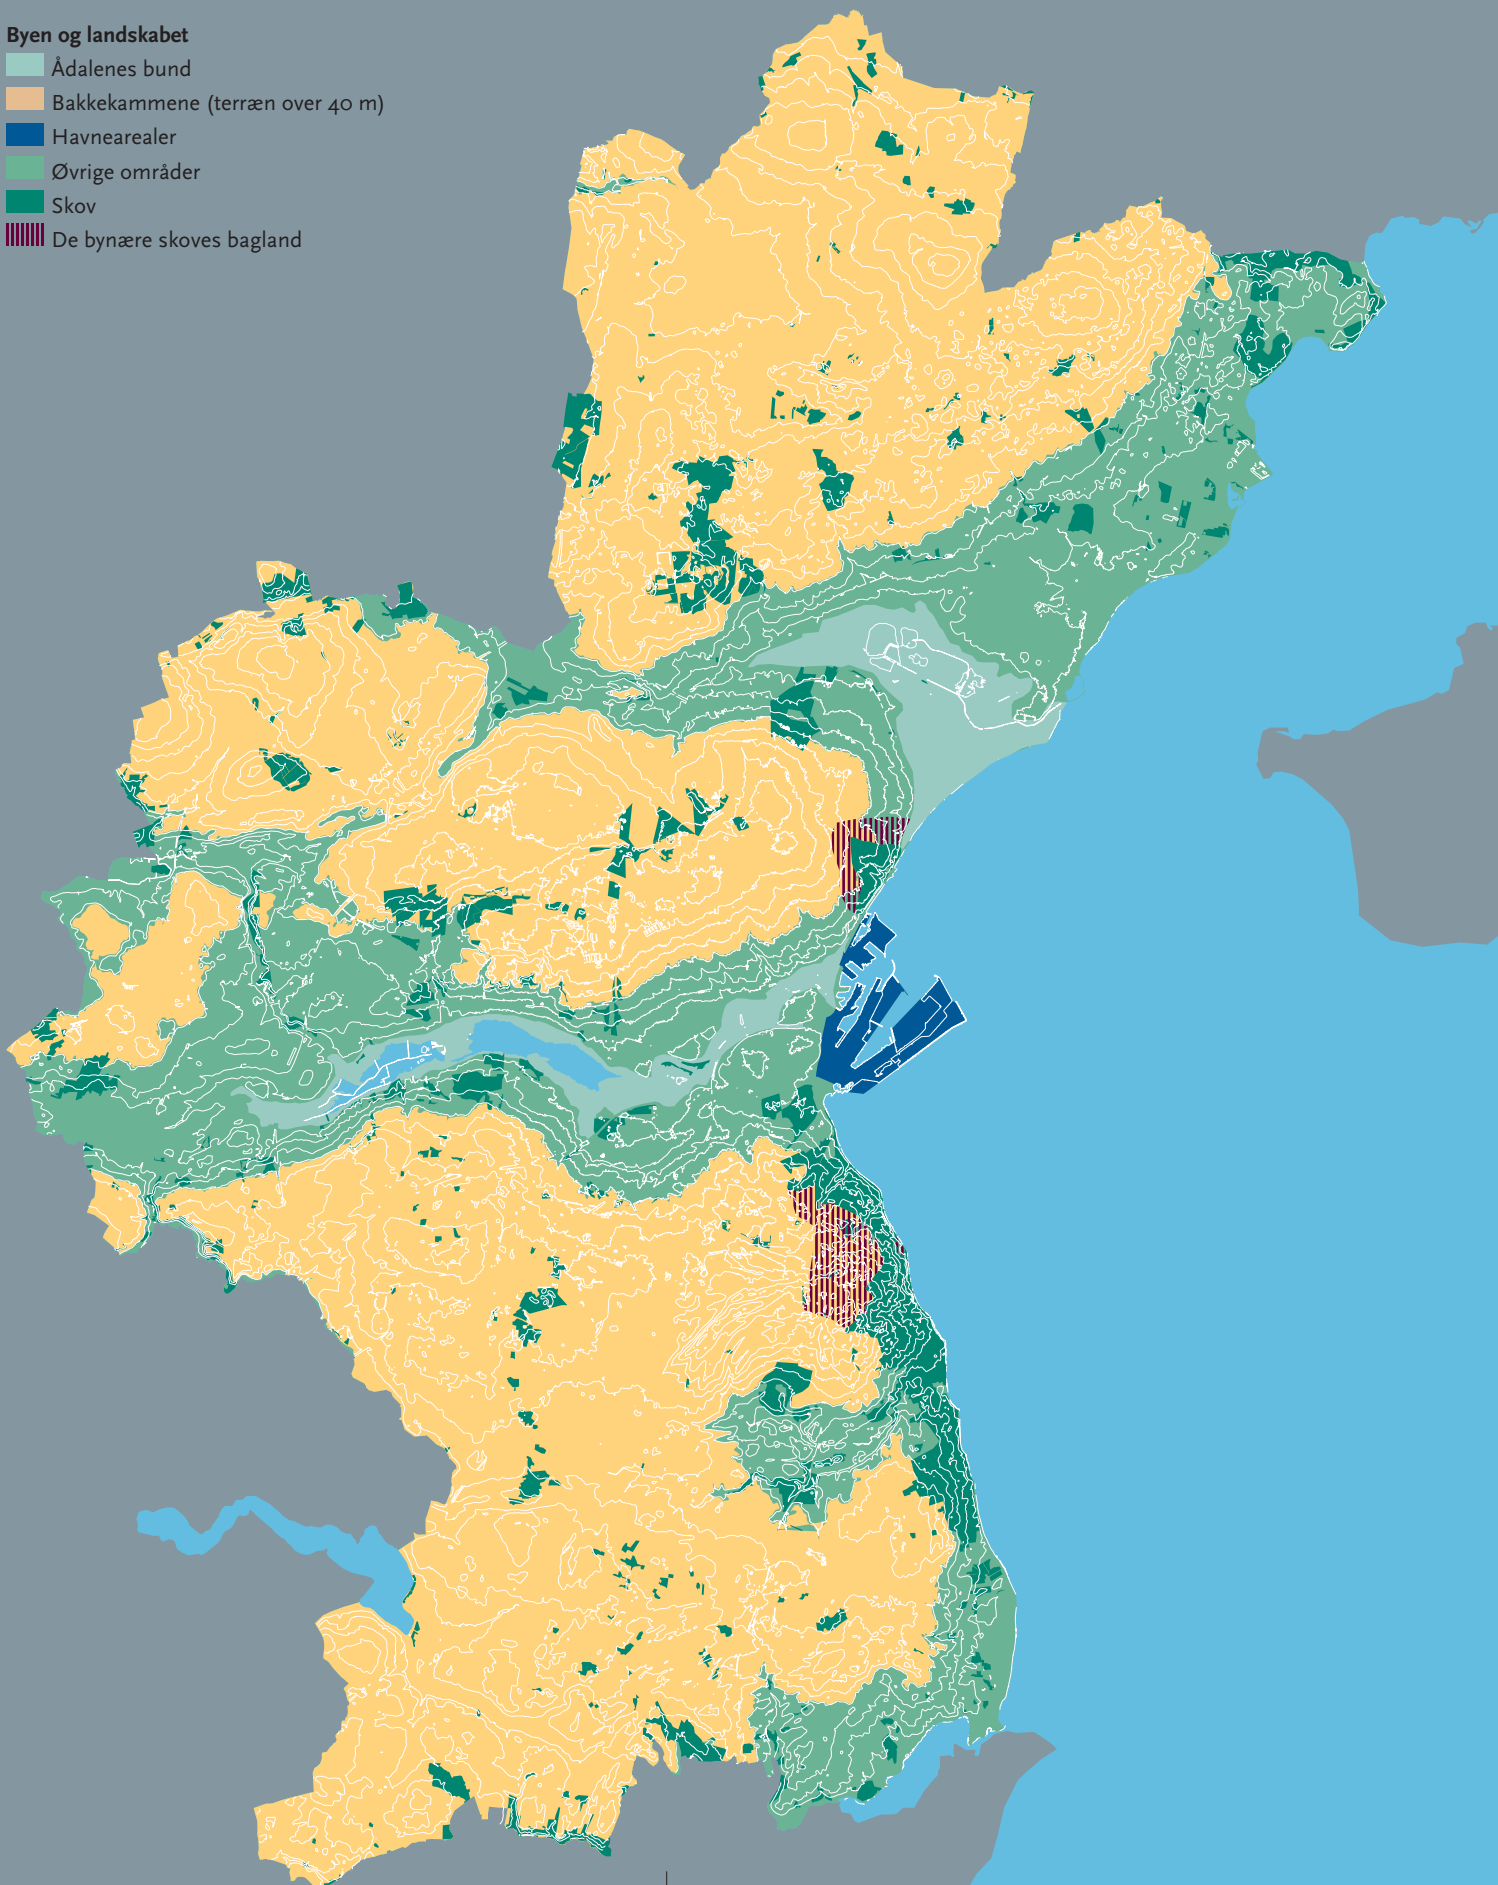 Byen og landskabet
Ådalenes bund
Bakkekammene (terræn over 40 m)
Havnearealer
Øvrige områder
Skov
De bynære skoves bagland